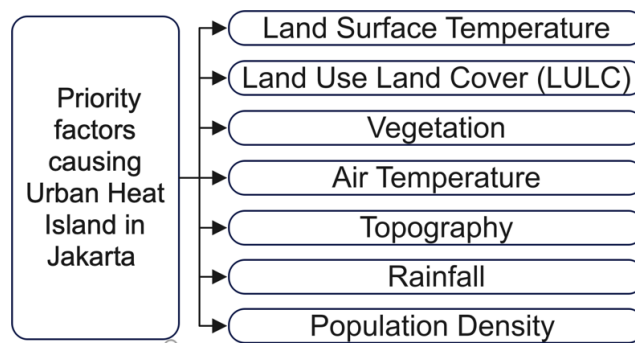 Priority
factors
causing
Urban Heat
Island in
Jakarta
Land Surface Temperature
Land Use Land Cover (LULC)
Vegetation
Air Temperature
Topography
Rainfall
Population Density